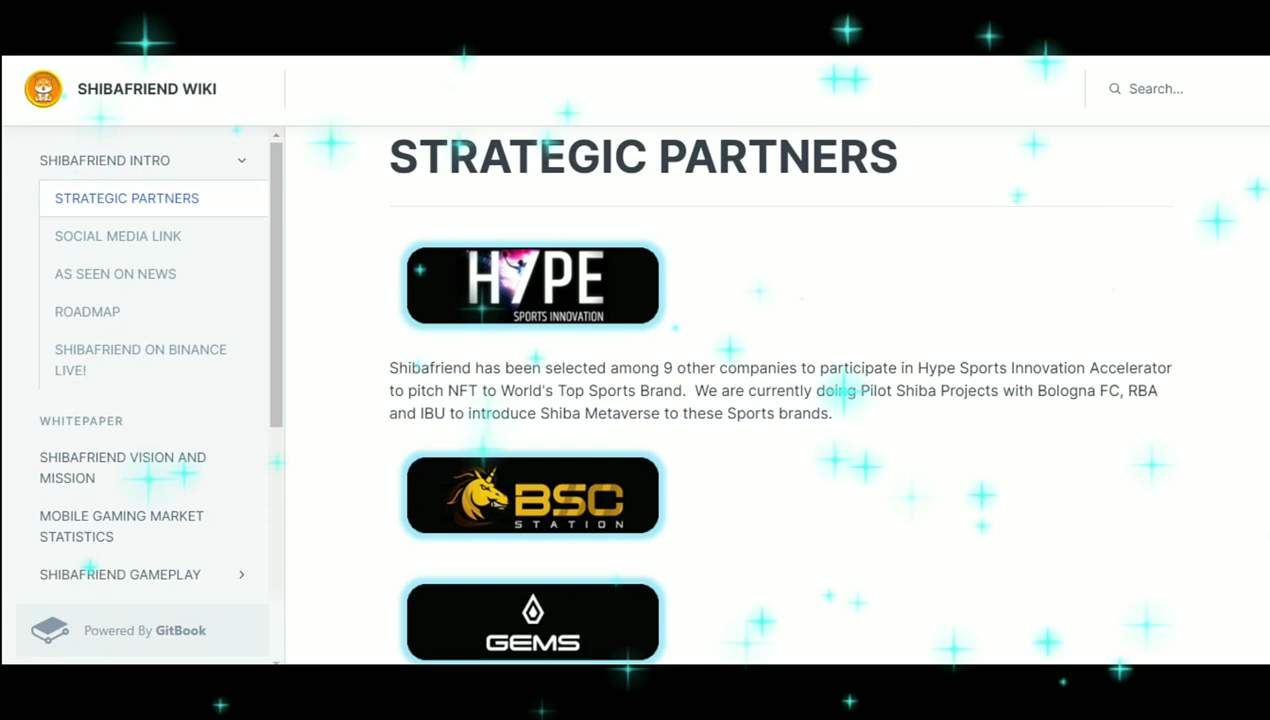 SHIBAFRIEND WIKI
Search...
SHIBAFRIEND INTRO
STRATEGIC PARTNERS
SOCIAL MEDIA LINK
AS SEEN ON NEWS
ROADMAP
SHIBAFRIEND ON BINANCE
LIVE!
WHITEPAPER
SHIBAFRIEND VISION AND
MISSION
MOBILE GAMING MARKET
STATISTICS
SHIBAFRIEND GAMEPLAY
Powered By GitBook
STRATEGIC PARTNERS
HYPE
SPORTS INNOVATION
Shibafriend has been selected among 9 other companies to participate in Hype Sports Innovation Accelerator
to pitch NFT to World's Top Sports Brand. We are currently doing Pilot Shiba Projects with Bologna FC, RBA
and IBU to introduce Shiba Metaverse to these Sports brands.
BSC
STATION
GEMS